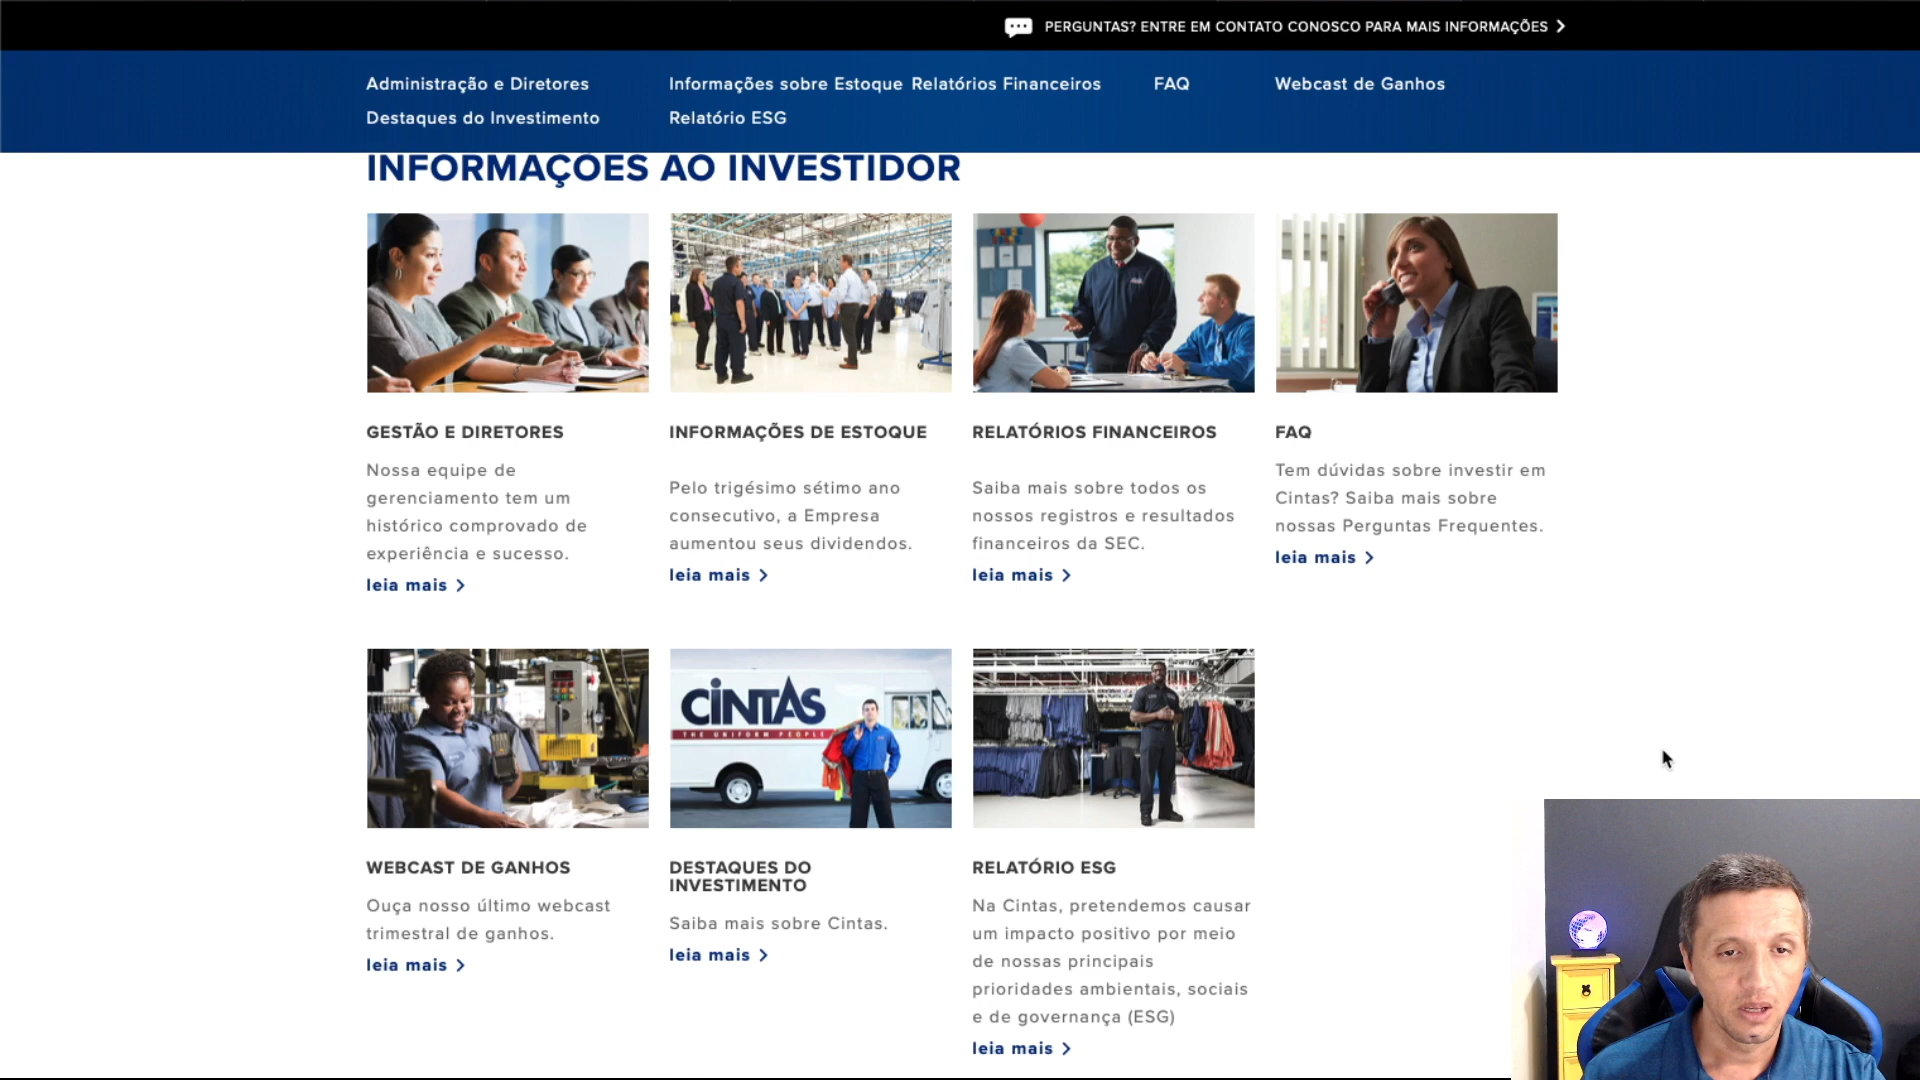 PERGUNTAS? ENTRE EM CONTATO CONOSCO PARA MAIS INFORMAÇÕES
Administração e Diretores
Informações sobre Estoque
Relatórios Financeiros
FAQ
Webcast de Ganhos
Destaques do Investimento
Relatório ESG
INFORMAÇÕES AO INVESTIDOR
GESTÃO E DIRETORES
Nossa equipe de
gerenciamento tem um
histórico comprovado de
experiência e sucesso.
leia mais
INFORMAÇÕES DE ESTOQUE
Pelo trigésimo sétimo ano
consecutivo, a Empresa
aumentou seus dividendos.
leia mais
RELATÓRIOS FINANCEIROS
Saiba mais sobre todos os
nossos registros e resultados
financeiros da SEC.
leia mais
FAQ
Tem dúvidas sobre investir em
Cintas? Saiba mais sobre
nossas Perguntas Frequentes.
leia mais
WEBCAST DE GANHOS
Ouça nosso último webcast
trimestral de ganhos.
leia mais
CINTAS
THE UNIFORM PEOPLE
DESTAQUES DO
INVESTIMENTO
Saiba mais sobre Cintas.
leia mais
RELATÓRIO ESG
Na Cintas, pretendemos causar
um impacto positivo por meio
de nossas principais
prioridades ambientais, sociais
e de governança (ESG)
leia mais